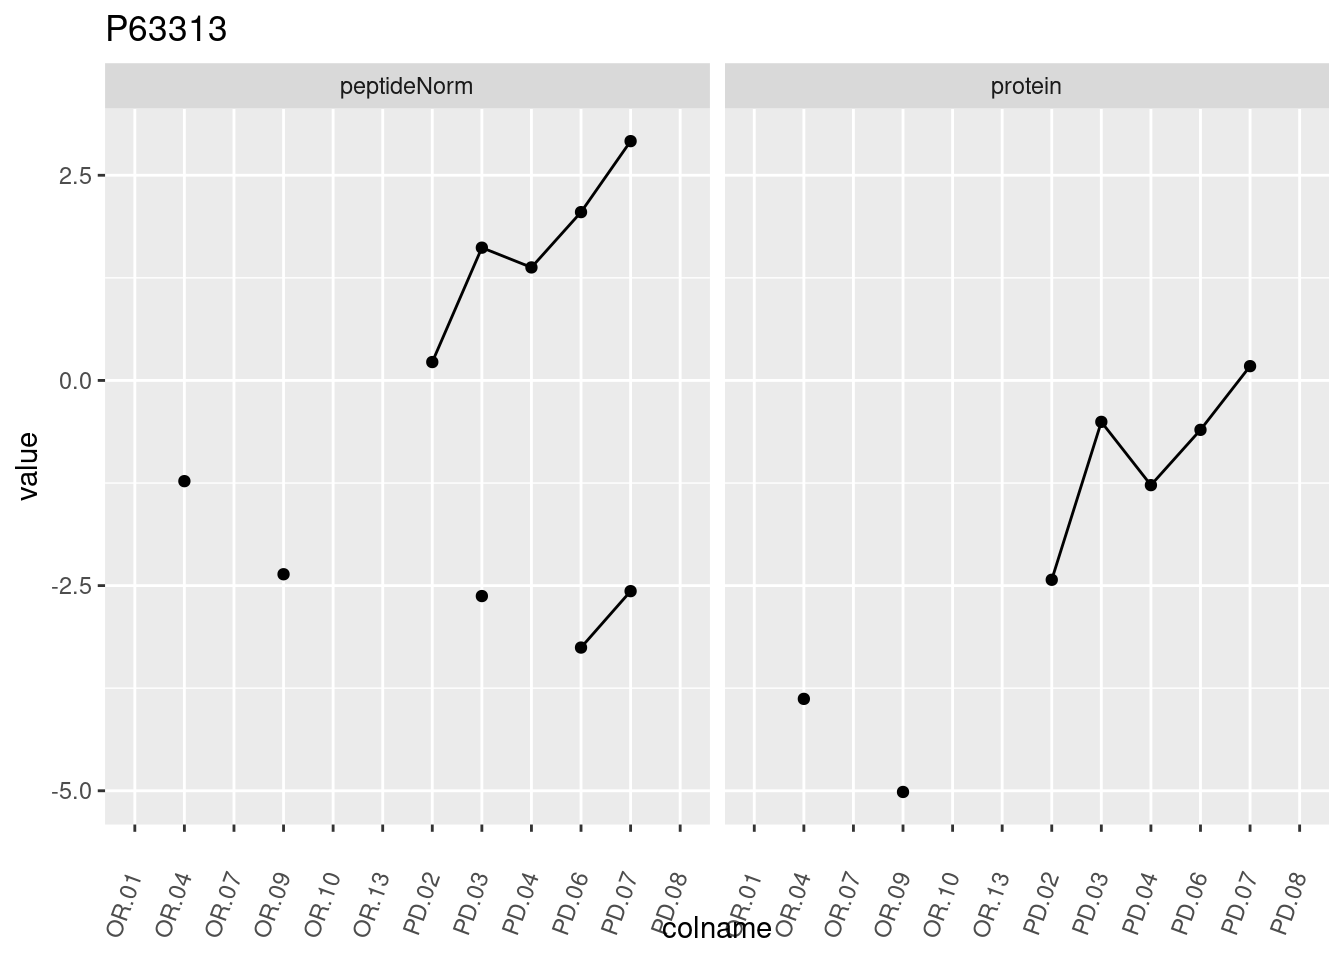 P63313
peptideNorm
protein
2.5
0.0
-2.5
-5.0
value
OR.01
OR.04
OR.07
OR.09
OR.10
OR.13
PD.02
PD.03
PD.04
PD.06
PD.07
PD.08
OR.01
OR.04
OR.07
OR.09
OR.10
OR.13
PD.02
PD.03
PD.04
PD.06
PD.07
PD.08
colname